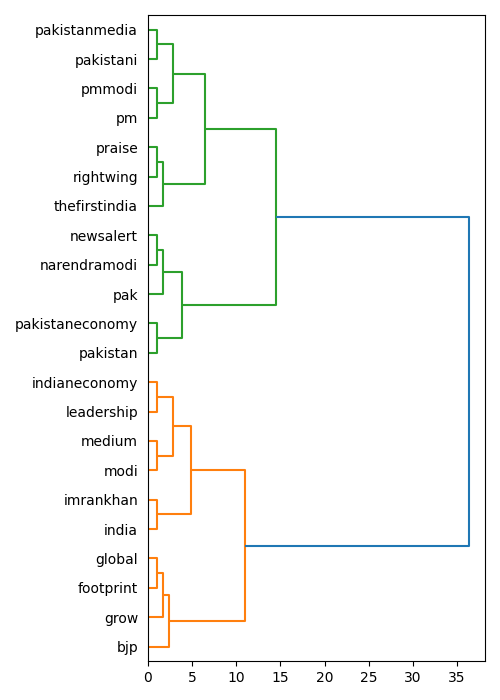 pakistanmedia
pakistani
pmmodi
pm
praise
rightwing
thefirstindia
newsalert
narendramodi
pak
pakistaneconomy
pakistan
indianeconomy
leadership
medium
modi
imrankhan
india
global
footprint
grow
bjp
0 5 10 15 20 25 30 35